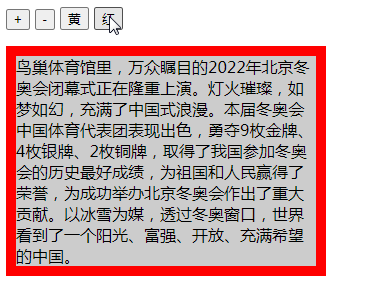 + - 黄 红
鸟巢体育馆里，万众瞩目的2022年北京冬
奥会闭幕式正在隆重上演。灯火璀璨，如
梦如幻，充满了中国式浪漫。本届冬奥会
中国体育代表团表现出色，勇夺9枚金牌、
4枚银牌、2枚铜牌，取得了我国参加冬奥
会的历史最好成绩，为祖国和人民赢得了
荣誉，为成功举办北京冬奥会作出了重大
贡献。以冰雪为媒，透过冬奥窗口，世界
看到了一个阳光、富强、开放、充满希望
的中国。